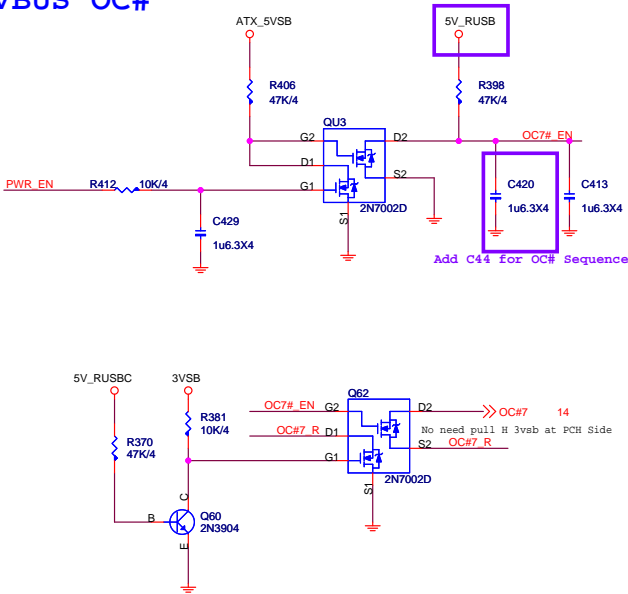 VBUS OC#
ATX_5VSB
5V_RUSB
R406
47K/4
R398
47K/4
QU3
G2
D2
OC7#_EN
D1
S2
PWR_EN
R412
10K/4
G1
C420
1u6.3X4
C413
1u6.3X4
2N7002D
S1
C429
1u6.3X4
Add C44 for OC# Sequence
5V_RUSBC
3VSB
Q62
R381
10K/4
OC7#_EN
G2
D2
OC#7
14
R370
47K/4
OC#7_R
D1
No need pull H 3vsb at PCH Side
S2
OC#7_R
G1
2N7002D
S1
C
B
Q60
2N3904
E